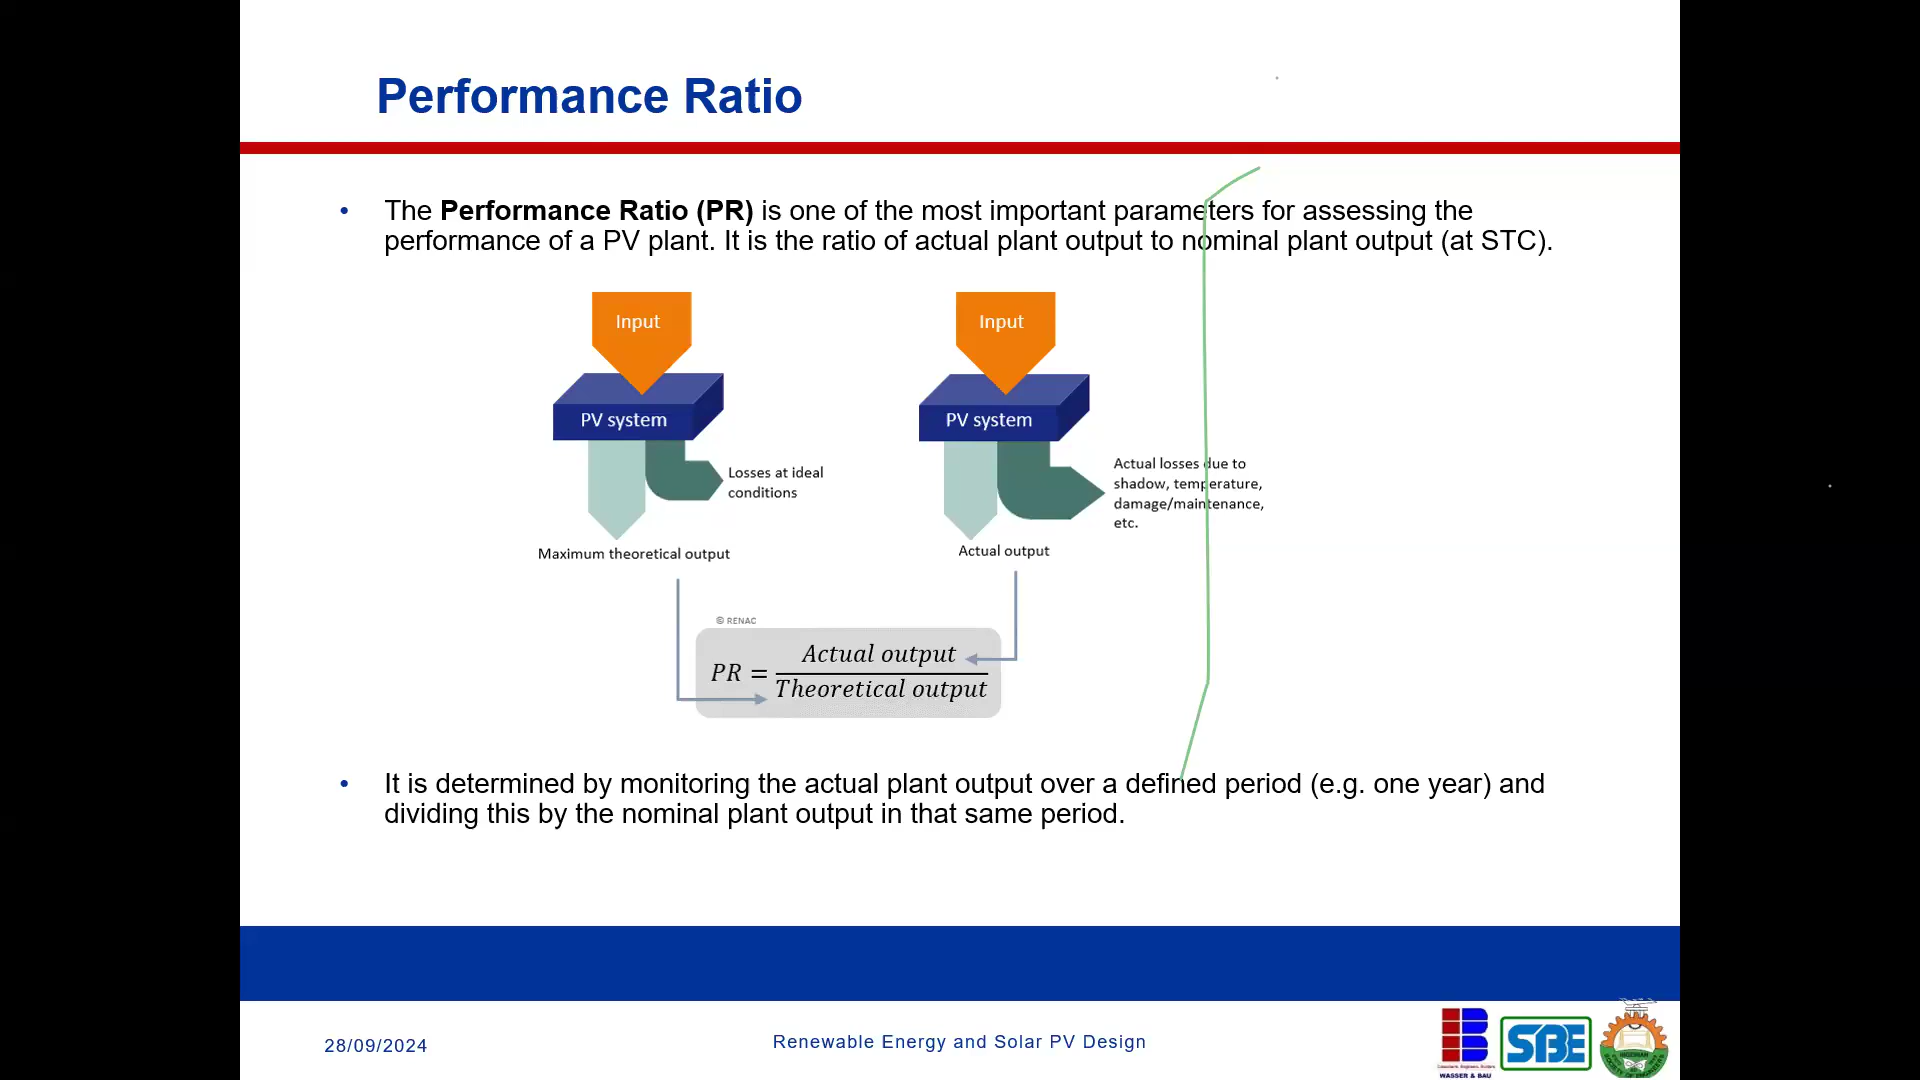 Performance Ratio
• The Performance Ratio (PR) is one of the most important parameters for assessing the
performance of a PV plant. It is the ratio of actual plant output to nominal plant output (at STC).
Input
Input
PV system
PV system
Losses at ideal
conditions
Actual losses due to
shadow, temperature,
damage/maintenance,
etc.
Maximum theoretical output
Actual output
© RENAC
PR = Actual output
Theoretical output
• It is determined by monitoring the actual plant output over a defined period (e.g. one year) and
dividing this by the nominal plant output in that same period.
28/09/2024
Renewable Energy and Solar PV Design
WASSER & BAU
SBE